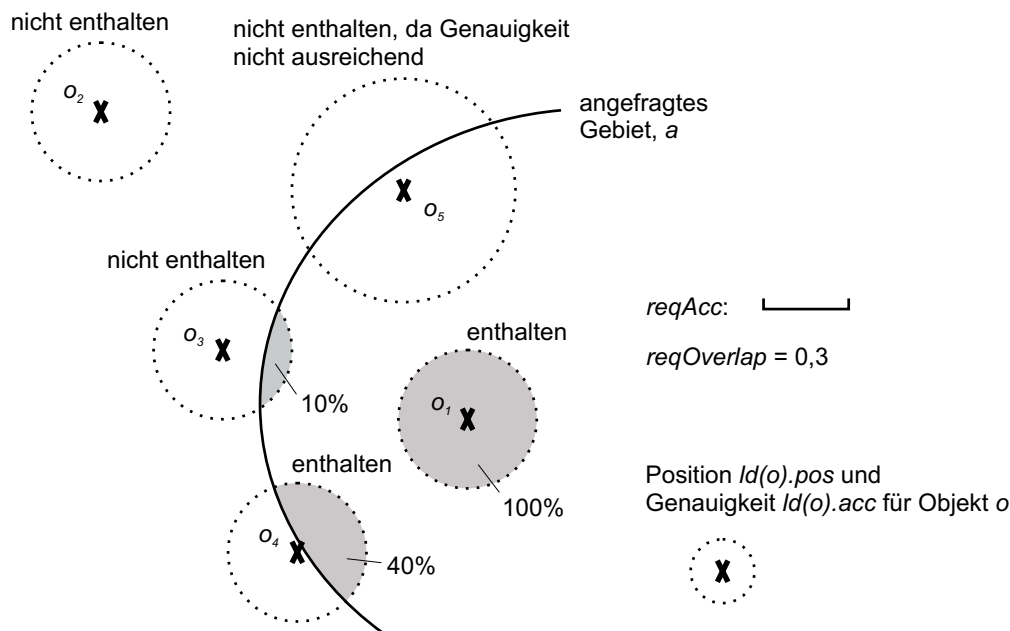 nicht enthalten
o2
nicht enthalten, da Genauigkeit
nicht ausreichend
angefragtes
Gebiet, a
o5
nicht enthalten
o3
10%
enthalten
o1
100%
reqAcc:
reqOverlap = 0,3
enthalten
o4
40%
Position ld(o).pos und
Genauigkeit ld(o).acc für Objekt o